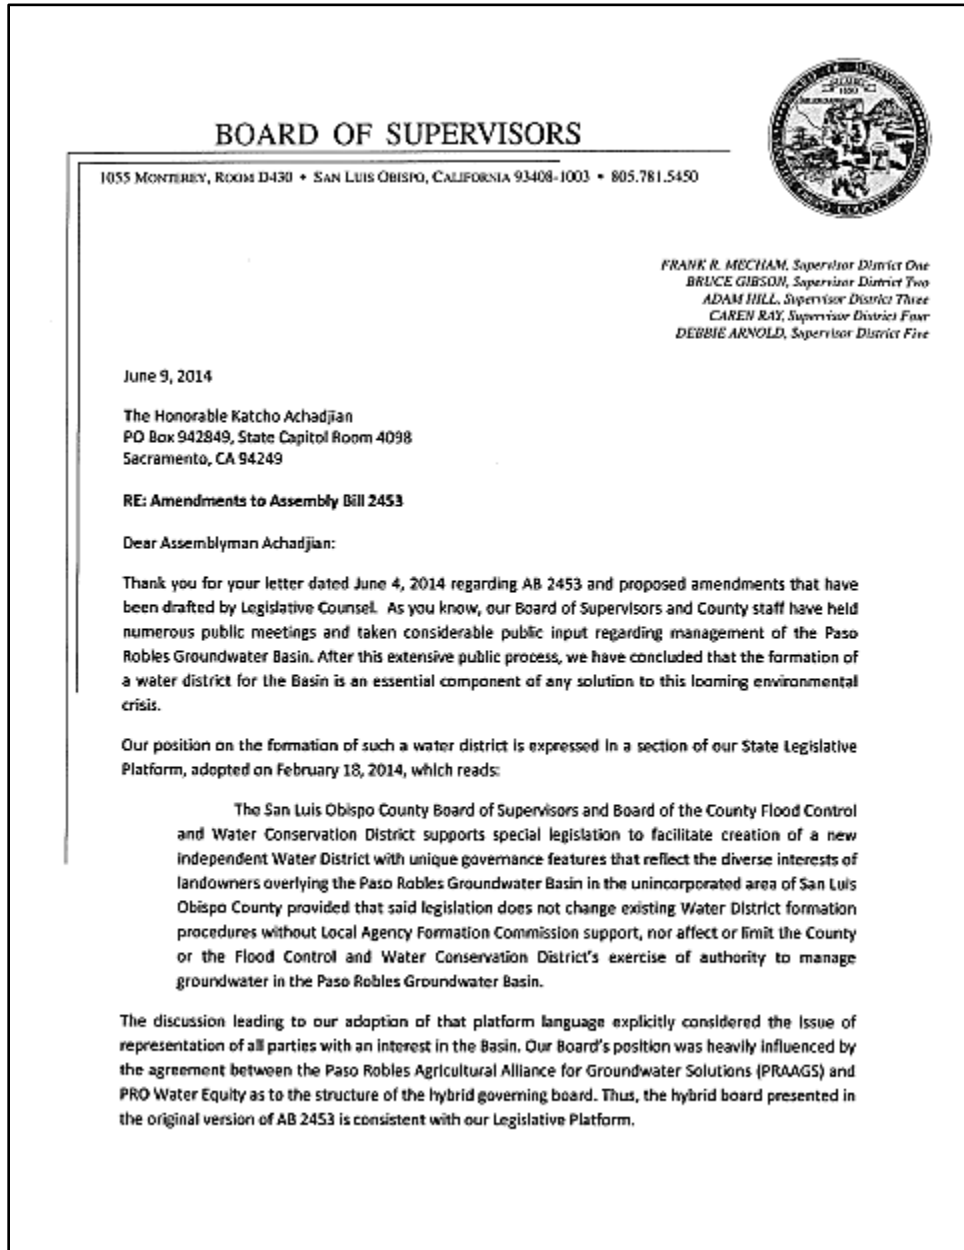 BOARD OF SUPERVISORS
1055 MONTEREY, ROOM D430 • SAN LUIS OBISPO, CALIFORNIA 93408-1003 • 805.781.5450
FRANK R. MECHAM, Supervisor District One
BRUCE GIBSON, Supervisor District Two
ADAM HILL, Supervisor District Three
CAREN RAY, Supervisor District Four
DEBBIE ARNOLD, Supervisor District Five
June 9, 2014
The Honorable Katcho Achadjian
PO Box 942849, State Capitol Room 4098
Sacramento, CA 94249
RE: Amendments to Assembly Bill 2453
Dear Assemblyman Achadjian:
Thank you for your letter dated June 4, 2014 regarding AB 2453 and proposed amendments that have
been drafted by Legislative Counsel. As you know, our Board of Supervisors and County staff have held
numerous public meetings and taken considerable public input regarding management of the Paso
Robles Groundwater Basin. After this extensive public process, we have concluded that the formation of
a water district for the Basin is an essential component of any solution to this looming environmental
crisis.
Our position on the formation of such a water district is expressed in a section of our State Legislative
Platform, adopted on February 18, 2014, which reads:
The San Luis Obispo County Board of Supervisors and Board of the County Flood Control
and Water Conservation District supports special legislation to facilitate creation of a new
independent Water District with unique governance features that reflect the diverse interests of
landowners overlying the Paso Robles Groundwater Basin in the unincorporated area of San Luis
Obispo County provided that said legislation does not change existing Water District formation
procedures without Local Agency Formation Commission support, nor affect or limit the County
or the Flood Control and Water Conservation District's exercise of authority to manage
groundwater in the Paso Robles Groundwater Basin.
The discussion leading to our adoption of that platform language explicitly considered the issue of
representation of all parties with an interest in the Basin. Our Board's position was heavily influenced by
the agreement between the Paso Robles Agricultural Alliance for Groundwater Solutions (PRAAGS) and
PRO Water Equity as to the structure of the hybrid governing board. Thus, the hybrid board presented in
the original version of AB 2453 is consistent with our Legislative Platform.